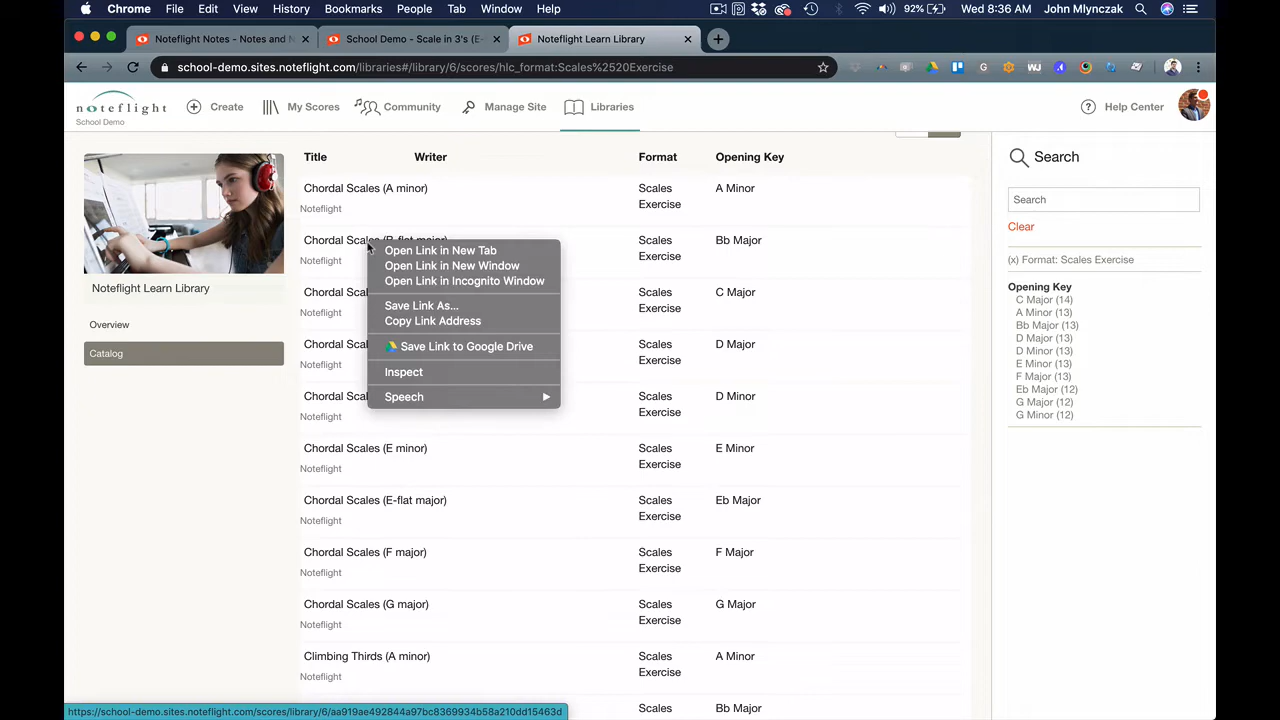 Chrome File Edit View History Bookmarks People Tab Window Help 92% Wed 8:36 AM John Mlynczak
Noteflight Notes - Notes and N
School Demo - Scale in 3's (E-
Noteflight Learn Library
school-demo.sites.noteflight.com/libraries#/library/6/scores/hlc_format:Scales%2520Exercise
noteflight
School Demo
Create
My Scores
Community
Manage Site
Libraries
Help Center
Noteflight Learn Library
Overview
Catalog
Title Writer Format Opening Key
Chordal Scales (A minor) Scales Exercise A Minor
Noteflight
Chordal Scales (B-flat major) Scales Exercise Bb Major
Noteflight
Chordal Scal Scales Exercise C Major
Noteflight
Chordal Scal Scales Exercise D Major
Noteflight
Chordal Scal Scales Exercise D Minor
Noteflight
Chordal Scales (E minor) Scales Exercise E Minor
Noteflight
Chordal Scales (E-flat major) Scales Exercise Eb Major
Noteflight
Chordal Scales (F major) Scales Exercise F Major
Noteflight
Chordal Scales (G major) Scales Exercise G Major
Noteflight
Climbing Thirds (A minor) Scales Exercise A Minor
Noteflight
Scales Bb Major
Open Link in New Tab
Open Link in New Window
Open Link in Incognito Window
Save Link As...
Copy Link Address
Save Link to Google Drive
Inspect
Speech
Search
Search
Clear
(x) Format: Scales Exercise
Opening Key
C Major (14)
A Minor (13)
Bb Major (13)
D Major (13)
D Minor (13)
E Minor (13)
F Major (13)
Eb Major (12)
G Major (12)
G Minor (12)
https://school-demo.sites.noteflight.com/scores/library/6/aa919ae492844a97bc8369934b58a210dd15463d